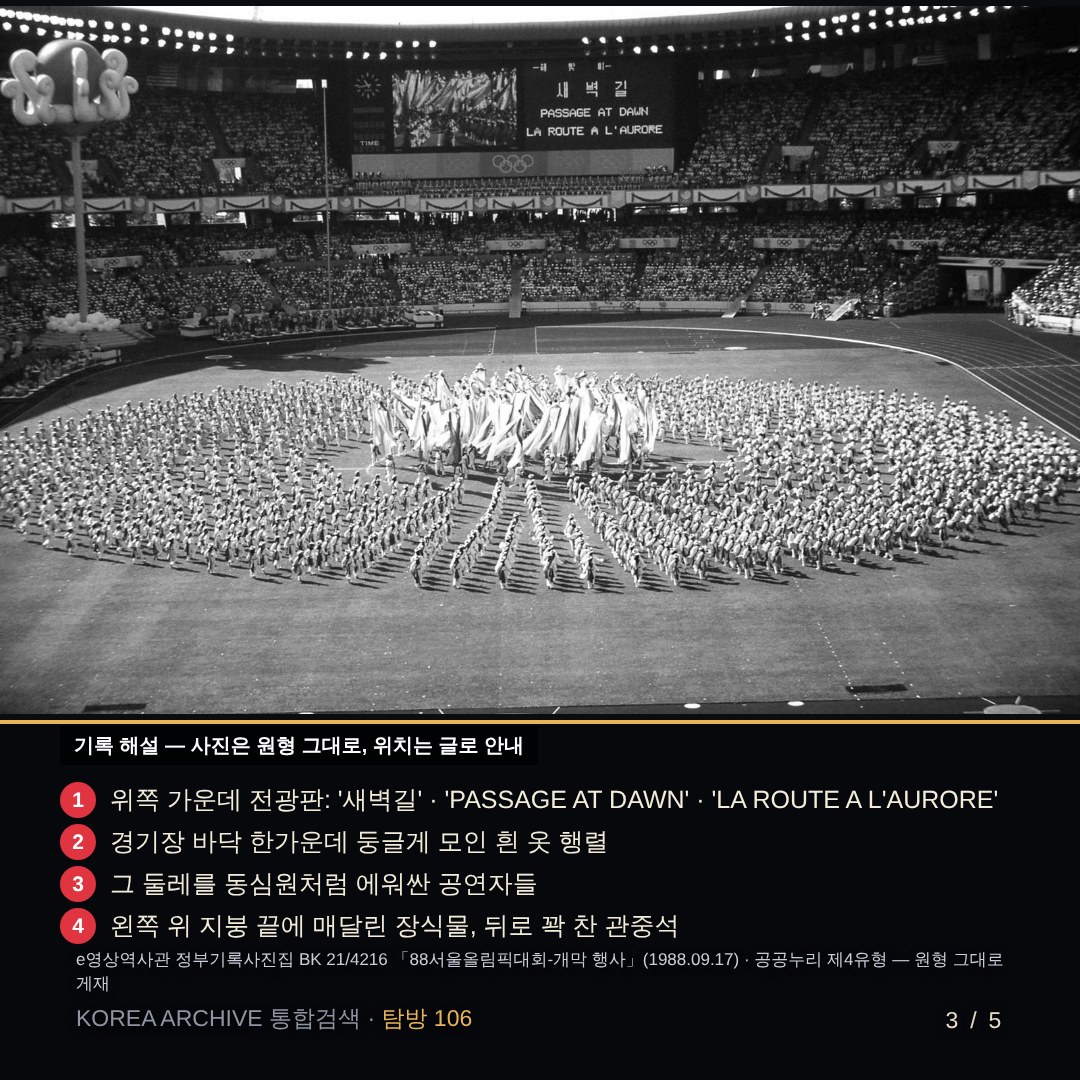 해 맞 이
새 벽 길
PASSAGE AT DAWN
LA ROUTE A L'AURORE
TIME
기록 해설 — 사진은 원형 그대로, 위치는 글로 안내
1 위쪽 가운데 전광판: '새벽길' · 'PASSAGE AT DAWN' · 'LA ROUTE A L'AURORE'
2 경기장 바닥 한가운데 둥글게 모인 흰 옷 행렬
3 그 둘레를 동심원처럼 에워싼 공연자들
4 왼쪽 위 지붕 끝에 매달린 장식물, 뒤로 꽉 찬 관중석
e영상역사관 정부기록사진집 BK 21/4216 「88서울올림픽대회-개막 행사」(1988.09.17) · 공공누리 제4유형 — 원형 그대로
게재
KOREA ARCHIVE 통합검색 · 탐방 106
3 / 5